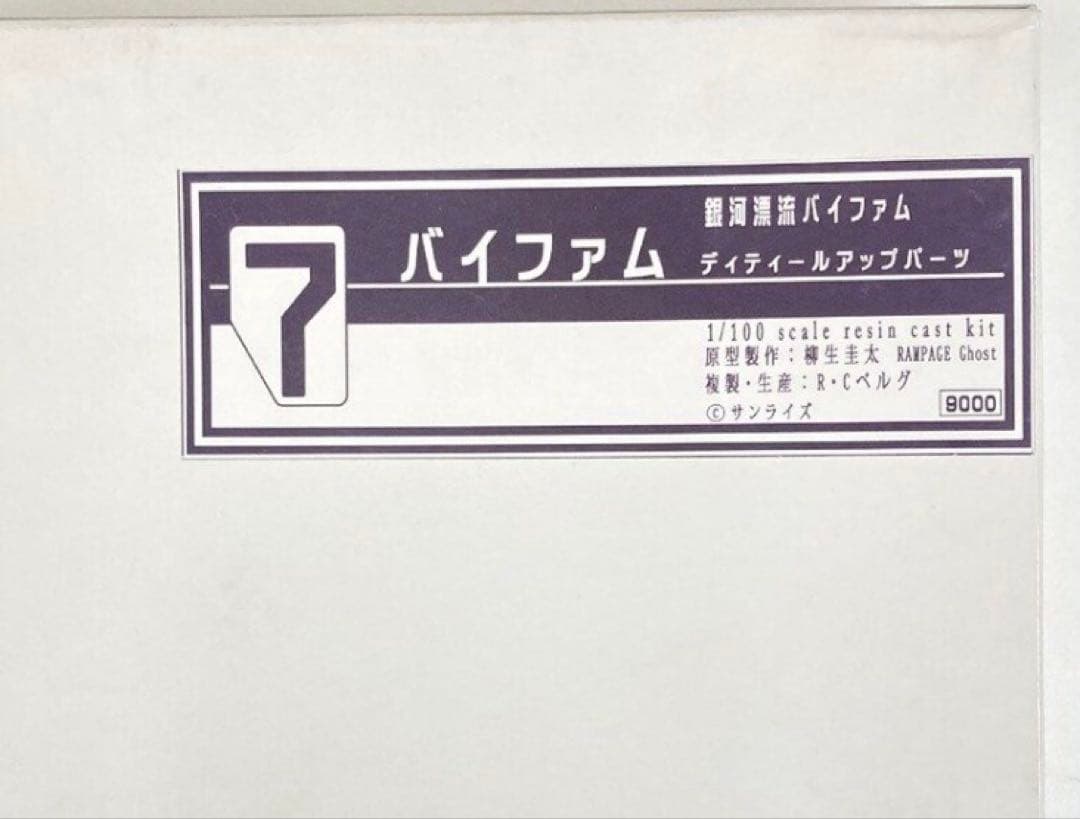 7
バイファム
銀河漂流バイファム
ディティールアップパーツ
1/100 scale resin cast kit
原型製作：柳生圭太 RAMPAGE Ghost
複製・生産：R・Cベルグ
©サンライズ
9000